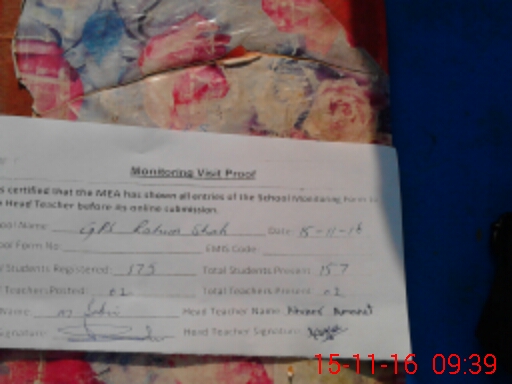 Monitoring Visit Proof
s certified that the MEA has shown all entries of the School Monitoring Form to
Head Teacher before its online submission.
ool Name: GPS Rahun Shah Date: 15-11-16
ool Form No: EMIS Code:
Students Registered: 175 Total Students Present: 157
Teachers Posted: 02 Total Teachers Present: 02
Name: M Head Teacher Name:
Signature: Head Teacher Signature:
15-11-16 09:39